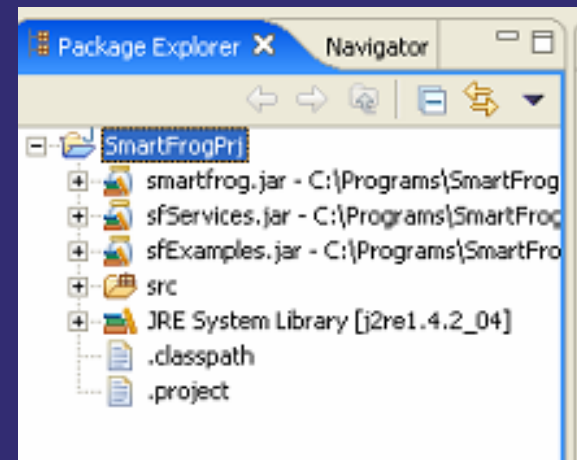 Package Explorer Navigator
SmartFrogPrj
smartfrog.jar - C:\Programs\SmartFrog
sfServices.jar - C:\Programs\SmartFrog
sfExamples.jar - C:\Programs\SmartFro
src
JRE System Library [j2re1.4.2_04]
.classpath
.project